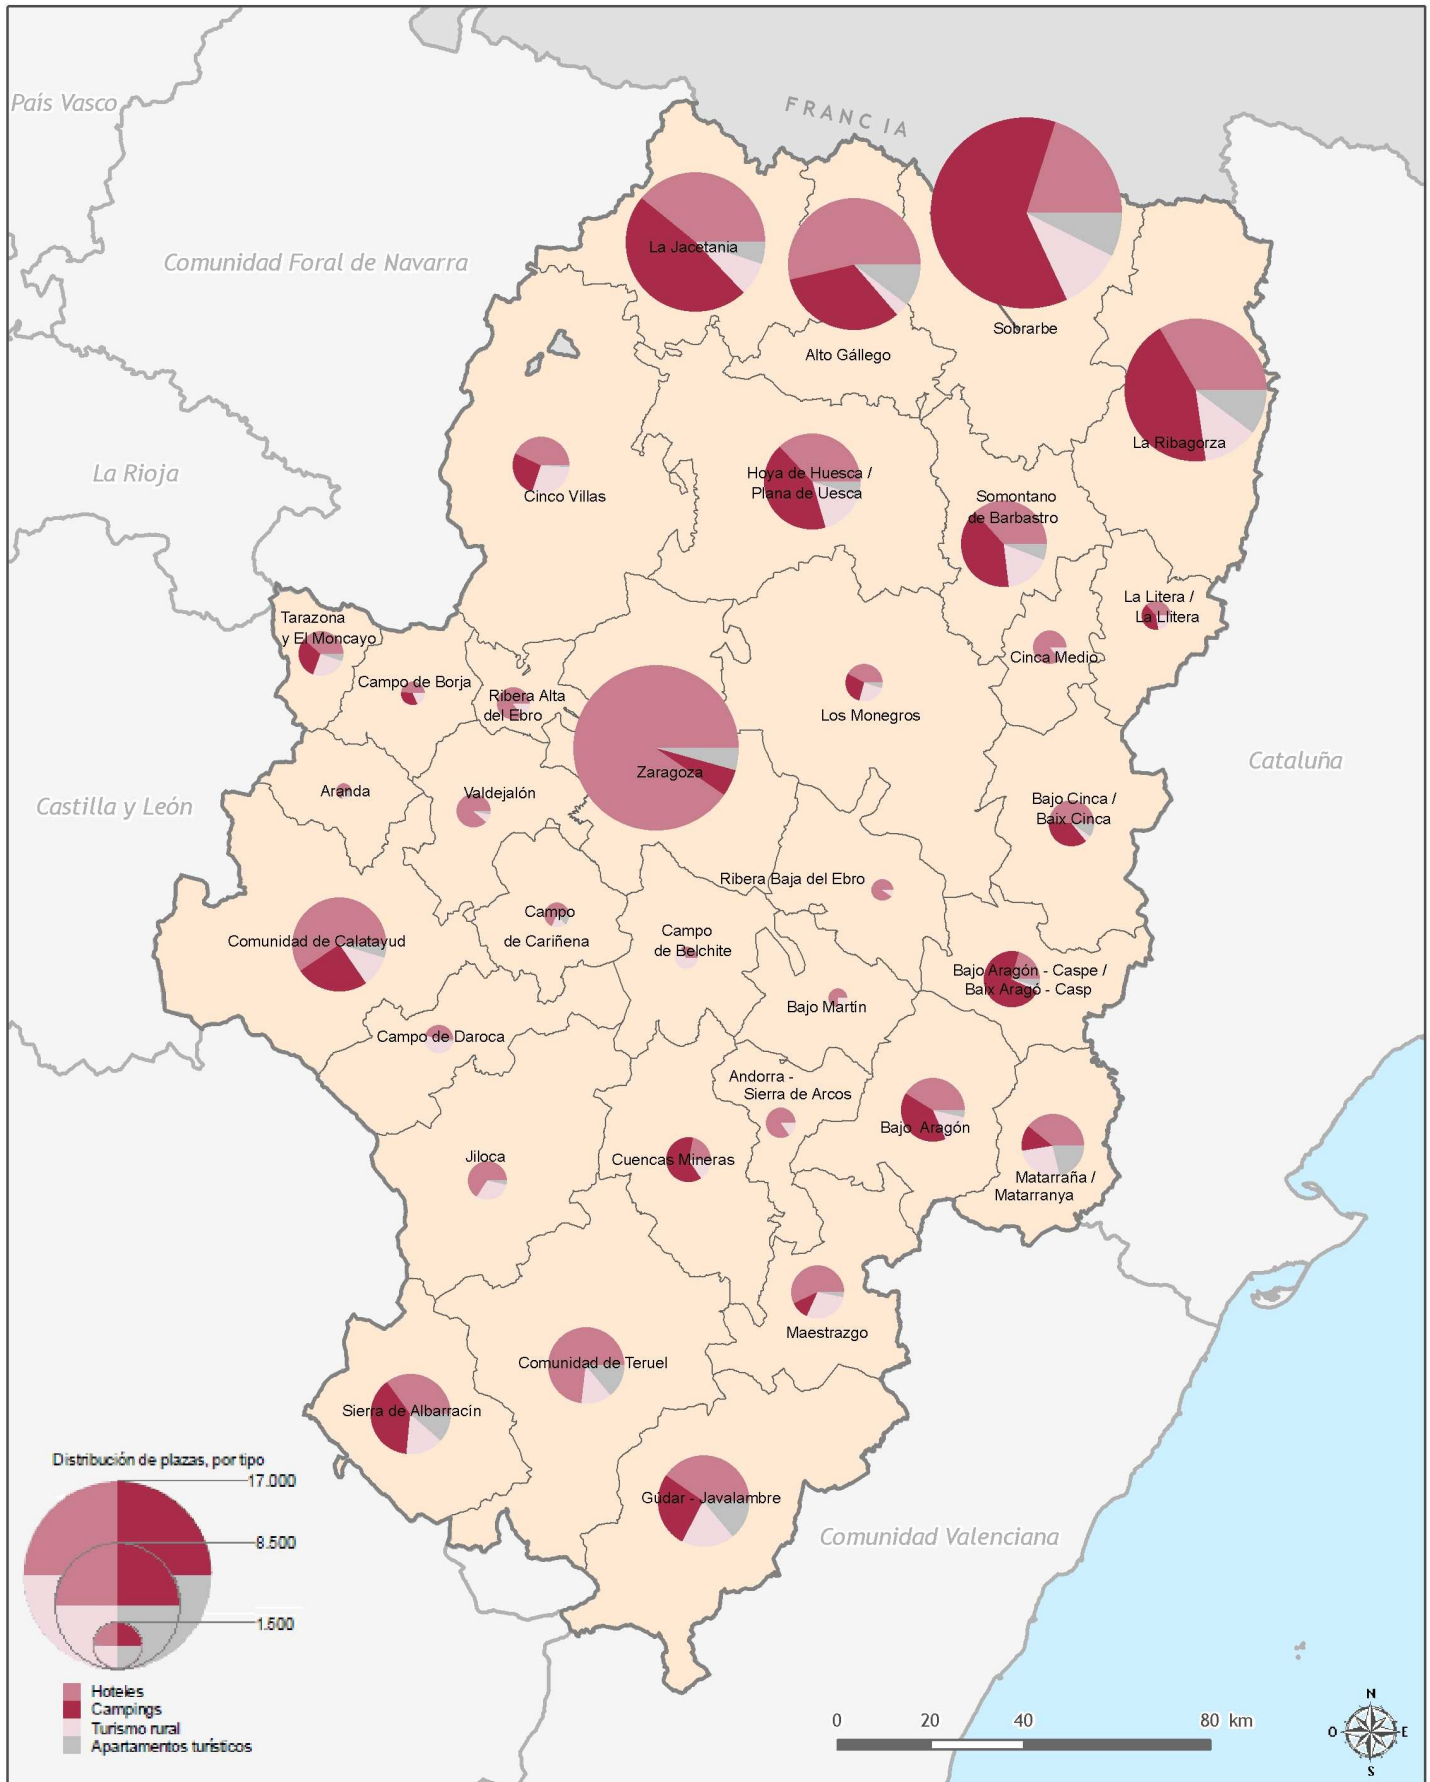 País Vasco
FRANCIA
Comunidad Foral de Navarra
La Jacetania
Alto Gállego
Sobrarbe
La Ribagorza
La Rioja
Cinco Villas
Hoya de Huesca /
Plana de Uesca
Somontano
de Barbastro
La Litera /
La Llitera
Cinca Medio
Tarazona
y El Moncayo
Campo de Borja
Ribera Alta
del Ebro
Los Monegros
Zaragoza
Cataluña
Castilla y León
Aranda
Valdejalón
Bajo Cinca /
Baix Cinca
Ribera Baja del Ebro
Comunidad de Calatayud
Campo
de Cariñena
Campo
de Belchite
Bajo Aragón - Caspe /
Baix Aragó - Casp
Bajo Martín
Campo de Daroca
Andorra -
Sierra de Arcos
Bajo Aragón
Jiloca
Cuencas Mineras
Matarraña /
Matarranya
Maestrazgo
Comunidad de Teruel
Sierra de Albarracín
Gúdar - Javalambre
Comunidad Valenciana
Distribución de plazas, por tipo
17.000
8.500
1.500
Hoteles
Campings
Turismo rural
Apartamentos turísticos
0 20 40 80 km
N
O E
S